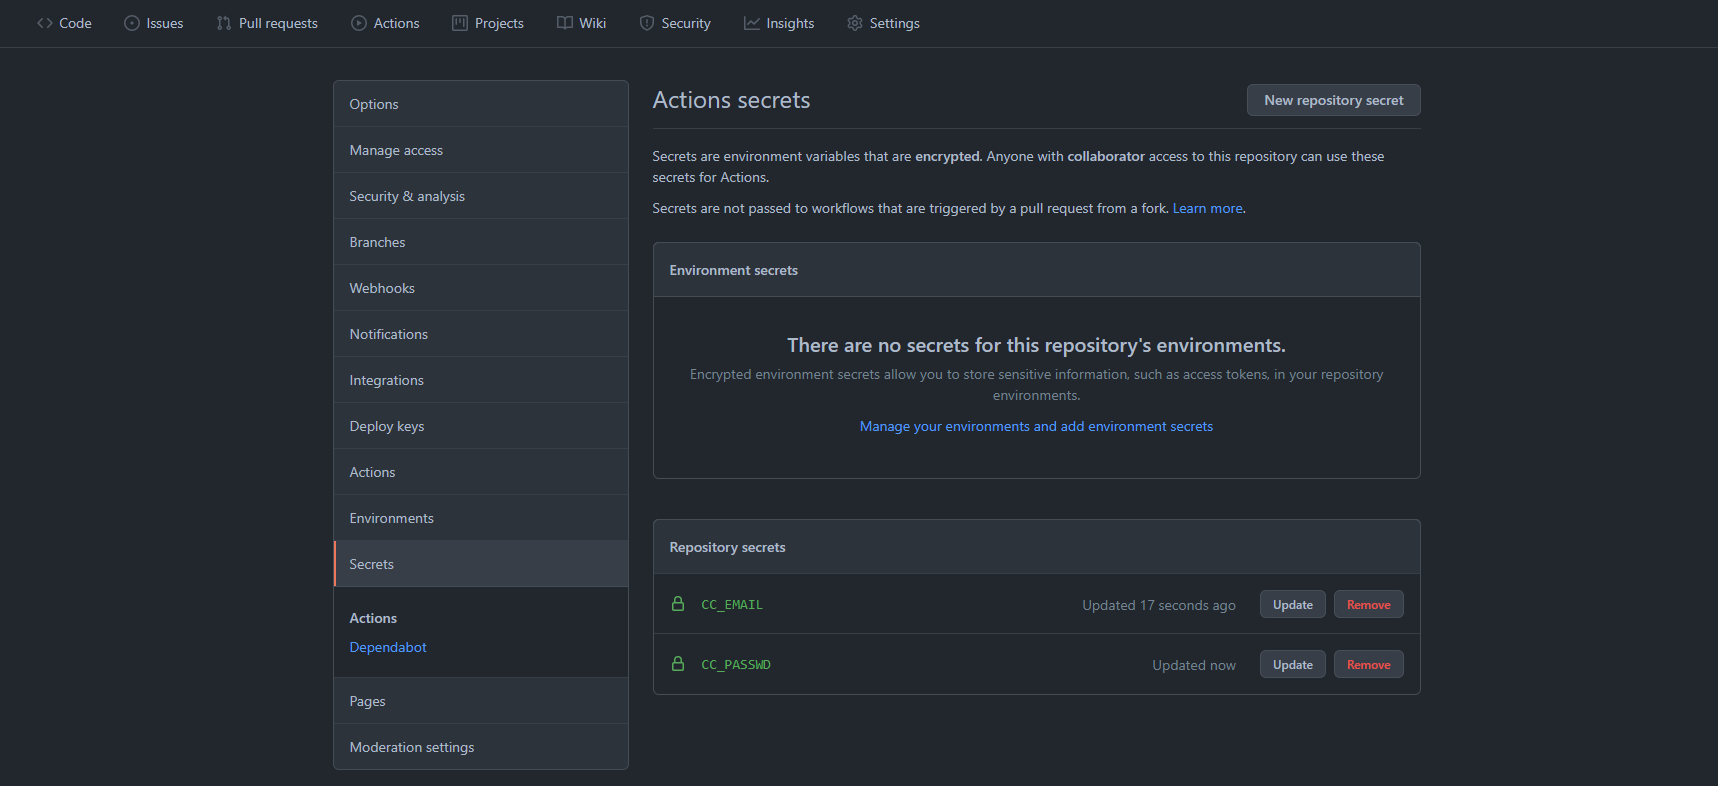 Code Issues Pull requests Actions Projects Wiki Security Insights Settings
Options
Manage access
Security & analysis
Branches
Webhooks
Notifications
Integrations
Deploy keys
Actions
Environments
Secrets
Actions
Dependabot
Pages
Moderation settings
Actions secrets
New repository secret
Secrets are environment variables that are encrypted. Anyone with collaborator access to this repository can use these
secrets for Actions.
Secrets are not passed to workflows that are triggered by a pull request from a fork. Learn more.
Environment secrets
There are no secrets for this repository's environments.
Encrypted environment secrets allow you to store sensitive information, such as access tokens, in your repository
environments.
Manage your environments and add environment secrets
Repository secrets
CC_EMAIL Updated 17 seconds ago Update Remove
CC_PASSWD Updated now Update Remove